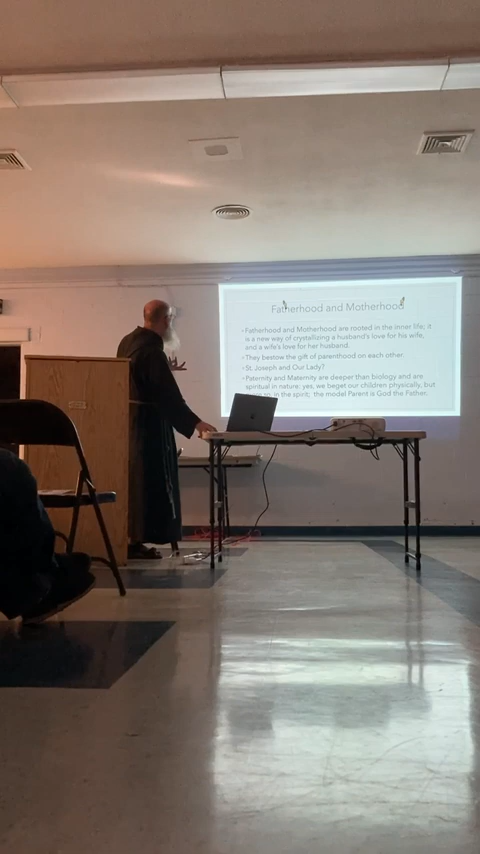 Fatherhood and Motherhood
Fatherhood and Motherhood are rooted in the inner life; it
is a new way of crystallizing a husband's love for his wife,
and a wife's love for her husband.
They bestow the gift of parenthood on each other.
St. Joseph and Our Lady?
Paternity and Maternity are deeper than biology and are
spiritual in nature: yes, we beget our children physically, but
in the spirit; the model Parent is God the Father.